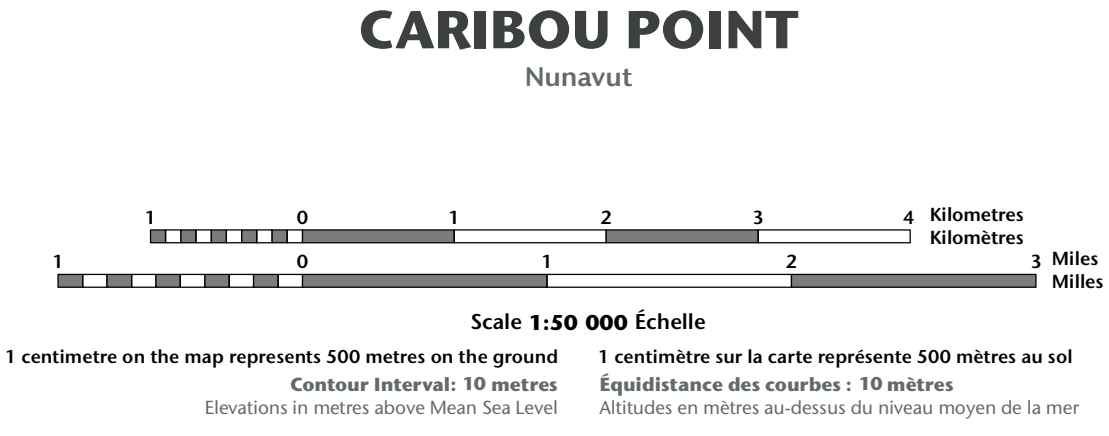 CARIBOU POINT
Nunavut
1 0 1 2 3 4 Kilometres
Kilomètres
1 0 1 2 3 Miles
Milles
Scale 1:50 000 Échelle
1 centimetre on the map represents 500 metres on the ground
Contour Interval: 10 metres
Elevations in metres above Mean Sea Level
1 centimètre sur la carte représente 500 mètres au sol
Équidistance des courbes : 10 mètres
Altitudes en mètres au-dessus du niveau moyen de la mer